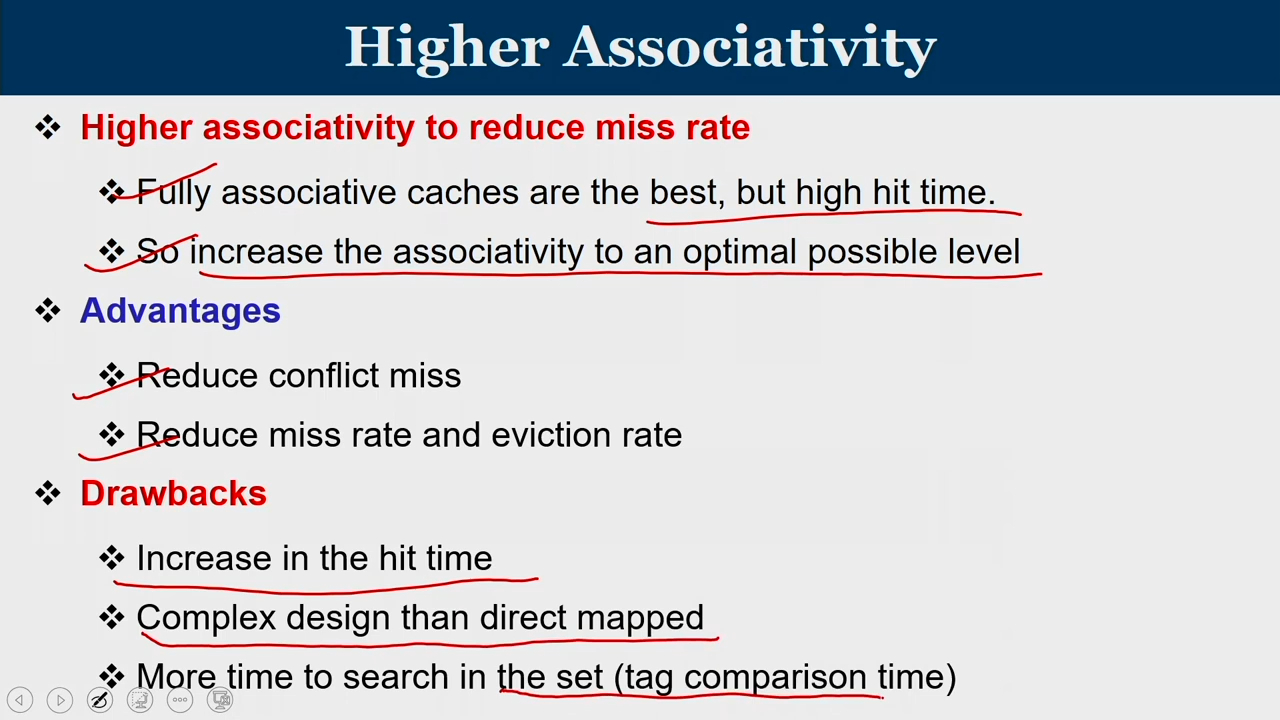 Higher Associativity
❖ Higher associativity to reduce miss rate
❖ Fully associative caches are the best, but high hit time.
❖ So increase the associativity to an optimal possible level
❖ Advantages
❖ Reduce conflict miss
❖ Reduce miss rate and eviction rate
❖ Drawbacks
❖ Increase in the hit time
❖ Complex design than direct mapped
❖ More time to search in the set (tag comparison time)